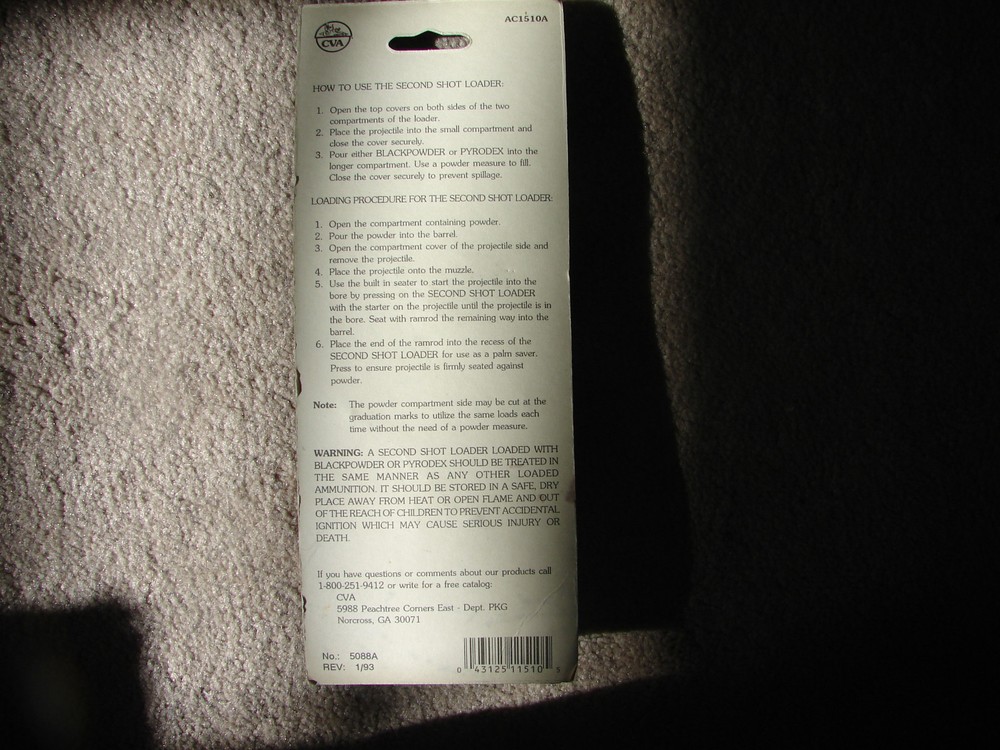 CVA
AC1510A
HOW TO USE THE SECOND SHOT LOADER:
1. Open the top covers on both sides of the two
compartments of the loader.
2. Place the projectile into the small compartment and
close the cover securely.
3. Pour either BLACKPOWDER or PYRODEX into the
longer compartment. Use a powder measure to fill.
Close the cover securely to prevent spillage.
LOADING PROCEDURE FOR THE SECOND SHOT LOADER:
1. Open the compartment containing powder.
2. Pour the powder into the barrel.
3. Open the compartment cover of the projectile side and
remove the projectile.
4. Place the projectile onto the muzzle.
5. Use the built in seater to start the projectile into the
bore by pressing on the SECOND SHOT LOADER
with the starter on the projectile until the projectile is in
the bore. Seat with ramrod the remaining way into the
barrel.
6. Place the end of the ramrod into the recess of the
SECOND SHOT LOADER for use as a palm saver.
Press to ensure projectile is firmly seated against
powder.
Note: The powder compartment side may be cut at the
graduation marks to utilize the same loads each
time without the need of a powder measure.
WARNING: A SECOND SHOT LOADER LOADED WITH
BLACKPOWDER OR PYRODEX SHOULD BE TREATED IN
THE SAME MANNER AS ANY OTHER LOADED
AMMUNITION. IT SHOULD BE STORED IN A SAFE, DRY
PLACE AWAY FROM HEAT OR OPEN FLAME AND OUT
OF THE REACH OF CHILDREN TO PREVENT ACCIDENTAL
IGNITION WHICH MAY CAUSE SERIOUS INJURY OR
DEATH.
If you have questions or comments about our products call
1-800-251-9412 or write for a free catalog:
CVA
5988 Peachtree Corners East - Dept. PKG
Norcross, GA 30071
No.: 5088A
REV: 1/93
0 43125 11510 5